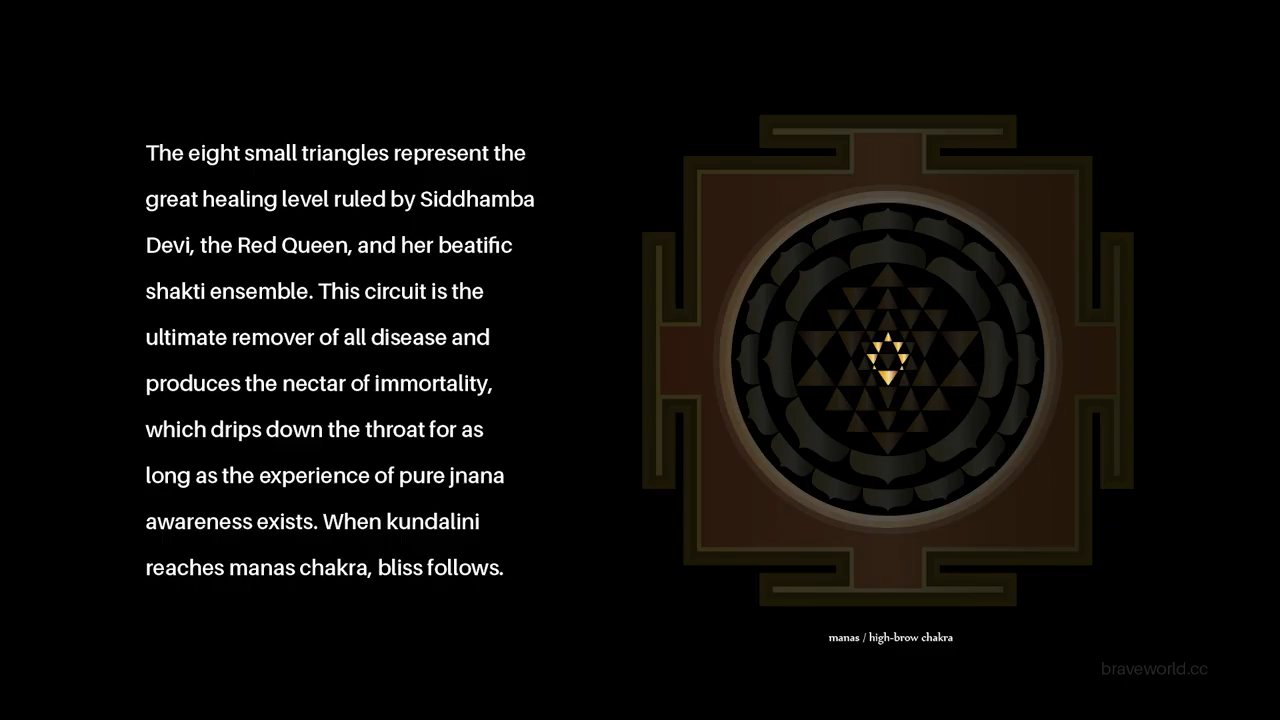 The eight small triangles represent the
great healing level ruled by Siddhamba
Devi, the Red Queen, and her beatific
shakti ensemble. This circuit is the
ultimate remover of all disease and
produces the nectar of immortality,
which drips down the throat for as
long as the experience of pure jnana
awareness exists. When kundalini
reaches manas chakra, bliss follows.
manas / high-brow chakra
braveworld.cc